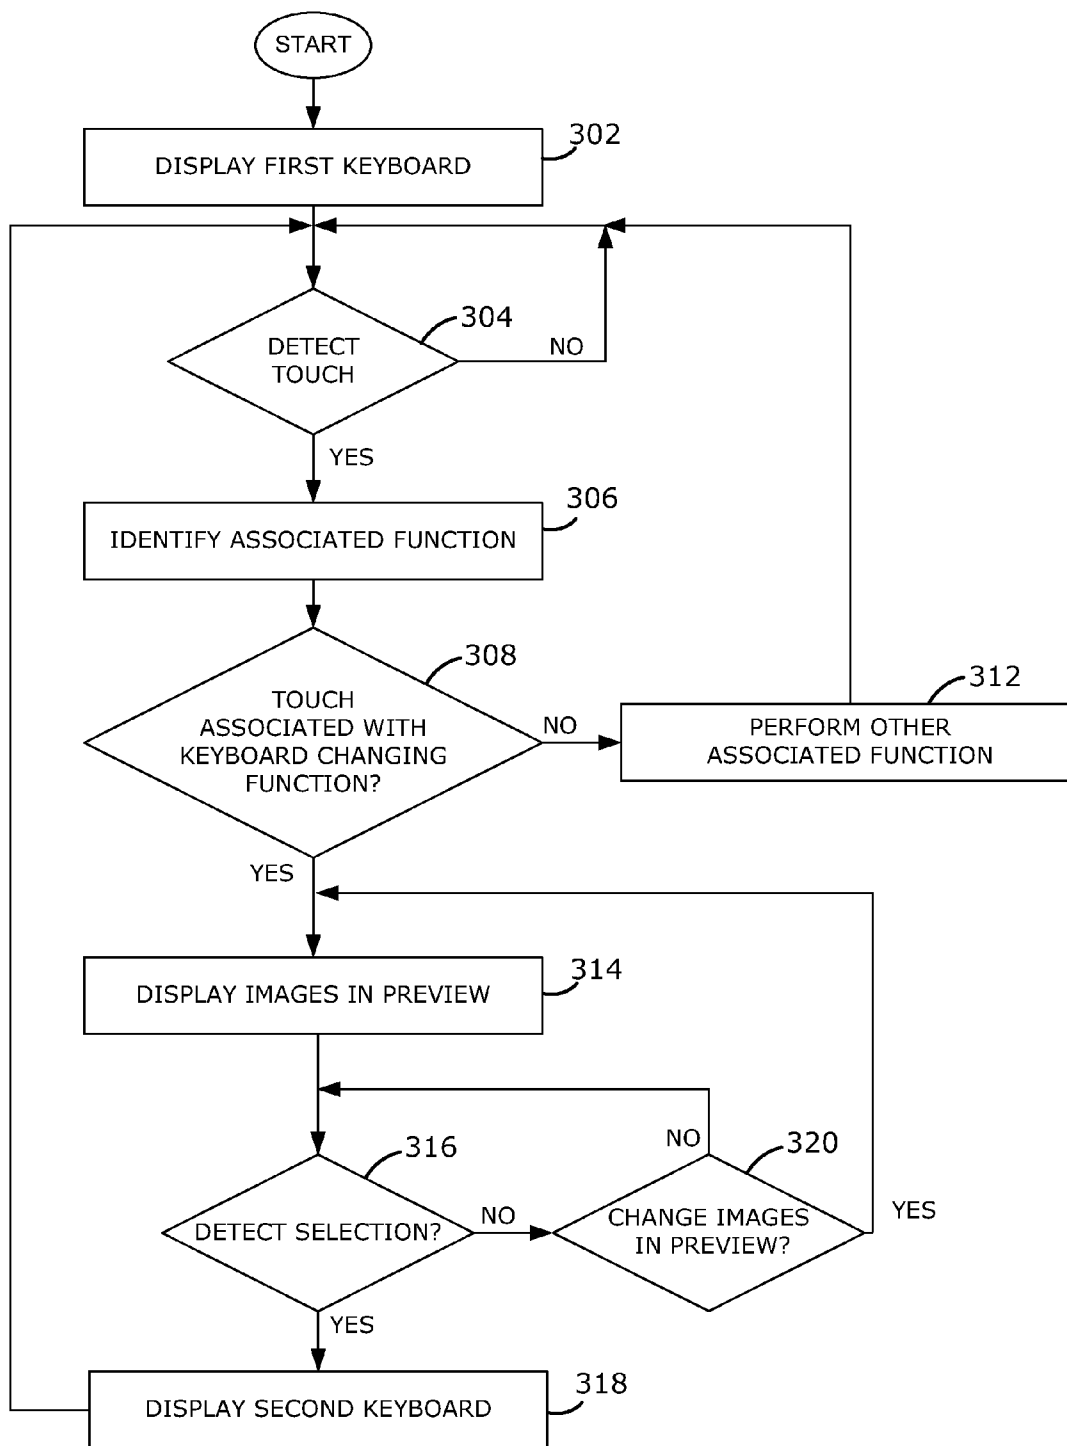 START
302
DISPLAY FIRST KEYBOARD
304
DETECT
TOUCH
NO
YES
306
IDENTIFY ASSOCIATED FUNCTION
308
TOUCH
ASSOCIATED WITH
KEYBOARD CHANGING
FUNCTION?
NO
312
PERFORM OTHER
ASSOCIATED FUNCTION
YES
314
DISPLAY IMAGES IN PREVIEW
316
DETECT SELECTION?
NO
NO
320
CHANGE IMAGES
IN PREVIEW?
YES
YES
318
DISPLAY SECOND KEYBOARD